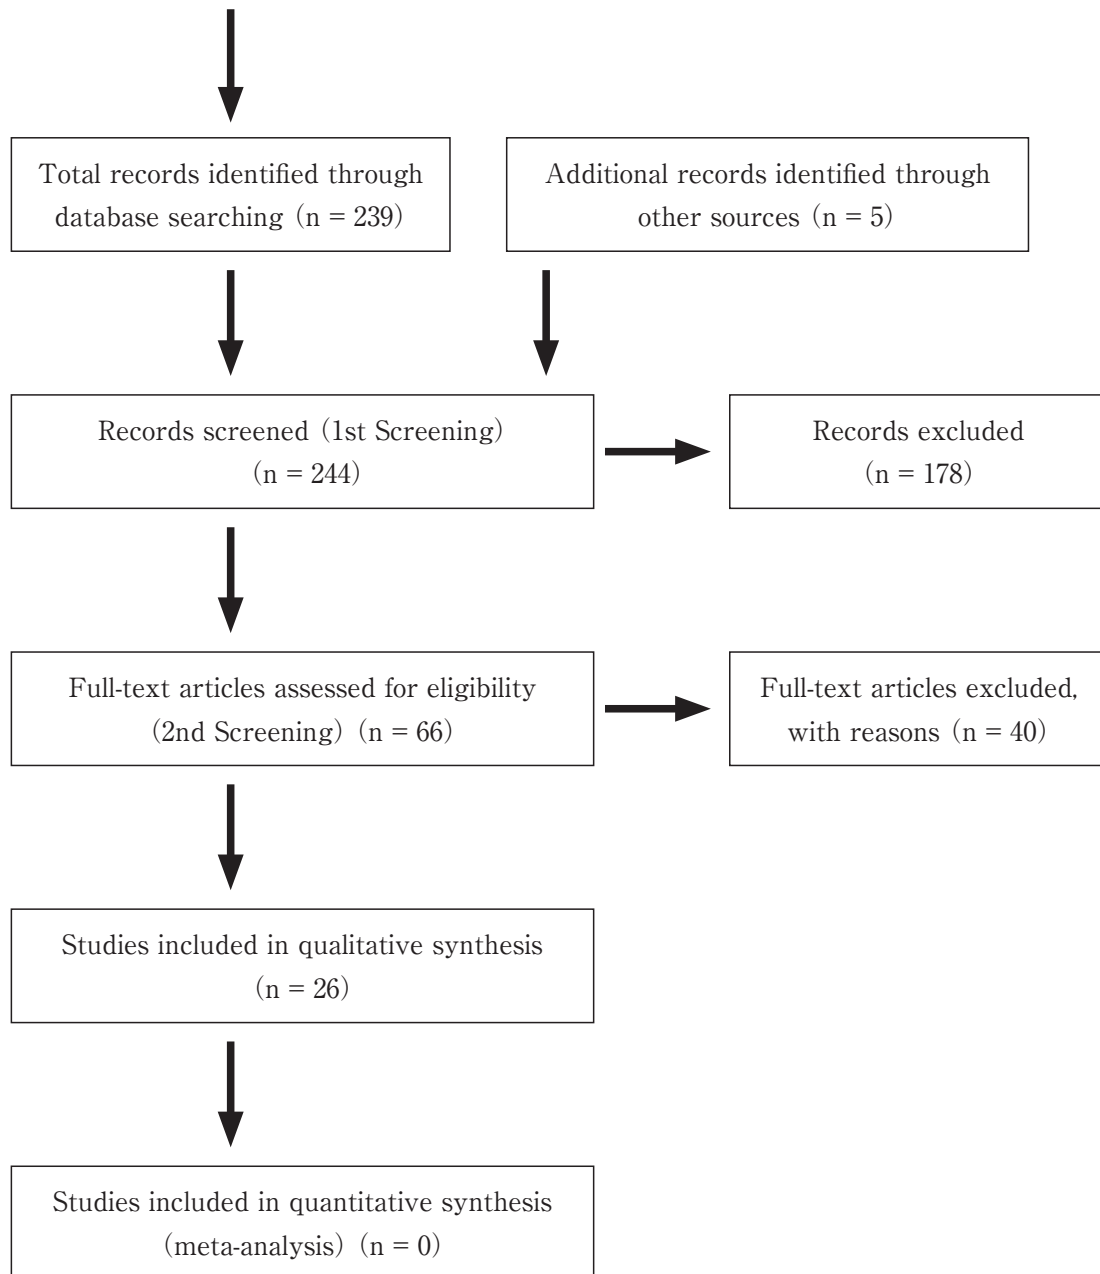 Total records identified through
database searching (n = 239)
Additional records identified through
other sources (n = 5)
Records screened (1st Screening)
(n = 244)
Records excluded
(n = 178)
Full-text articles assessed for eligibility
(2nd Screening) (n = 66)
Full-text articles excluded,
with reasons (n = 40)
Studies included in qualitative synthesis
(n = 26)
Studies included in quantitative synthesis
(meta-analysis) (n = 0)